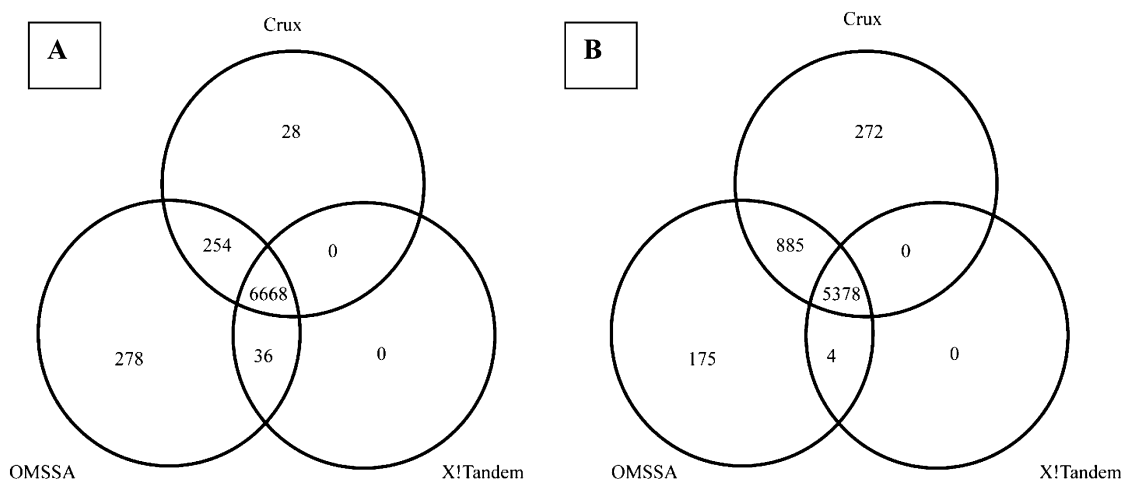 A
Crux
28
254
0
6668
278
36
0
OMSSA
X!Tandem
B
Crux
272
885
0
5378
175
4
0
OMSSA
X!Tandem